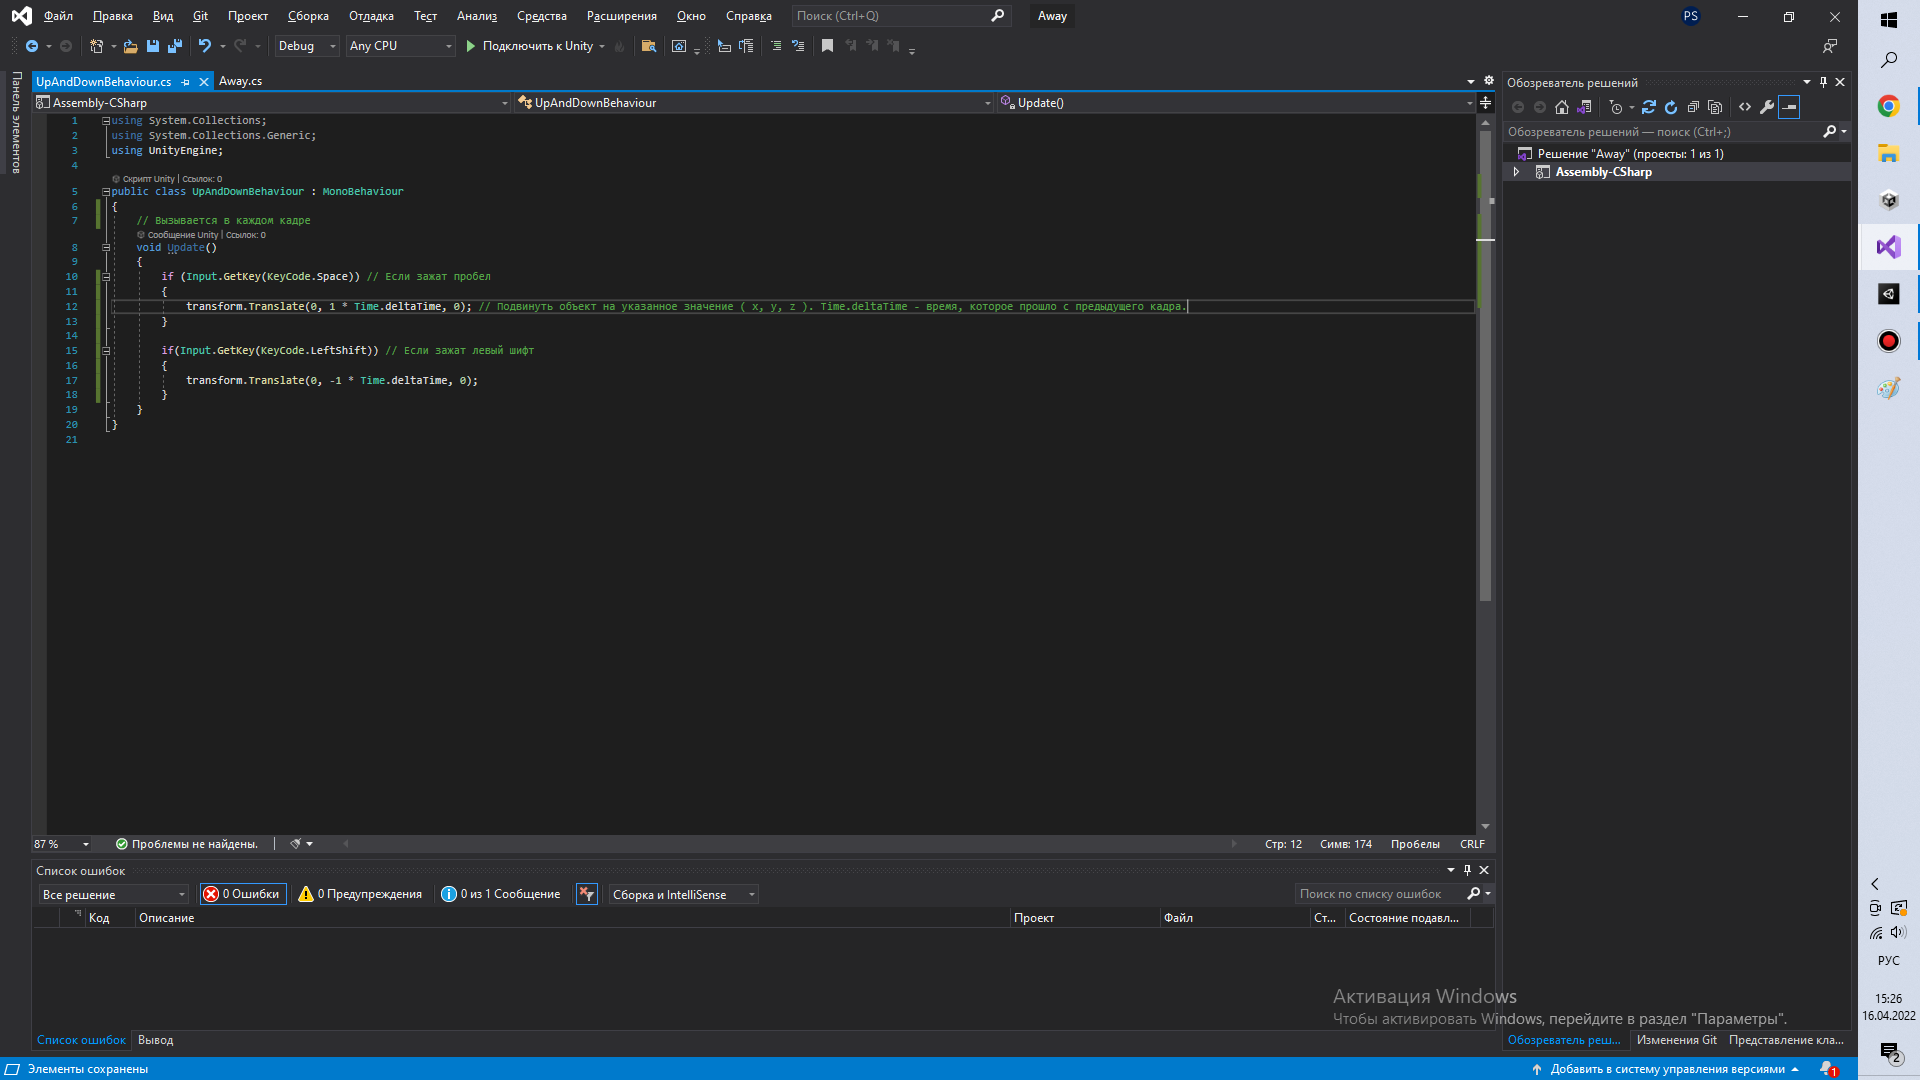 Файл Правка Вид Git Проект Сборка Отладка Тест Анализ Средства Расширения Окно Справка Поиск (Ctrl+Q) Away PS
Debug Any CPU Подключить к Unity
Панель элементов
UpAndDownBehaviour.cs Away.cs
Assembly-CSharp UpAndDownBehaviour Update()
1 using System.Collections;
2 using System.Collections.Generic;
3 using UnityEngine;
4
Скрипт Unity | Ссылок: 0
5 public class UpAndDownBehaviour : MonoBehaviour
6 {
7 // Вызывается в каждом кадре
Сообщение Unity | Ссылок: 0
8 void Update()
9 {
10 if (Input.GetKey(KeyCode.Space)) // Если зажат пробел
11 {
12 transform.Translate(0, 1 * Time.deltaTime, 0); // Подвинуть объект на указанное значение ( x, y, z ). Time.deltaTime - время, которое прошло с предыдущего кадра.
13 }
14
15 if(Input.GetKey(KeyCode.LeftShift)) // Если зажат левый шифт
16 {
17 transform.Translate(0, -1 * Time.deltaTime, 0);
18 }
19 }
20 }
21
87 % Проблемы не найдены. Стр: 12 Симв: 174 Пробелы CRLF
Список ошибок
Все решение 0 Ошибки 0 Предупреждения 0 из 1 Сообщение Сборка и IntelliSense Поиск по списку ошибок
Код Описание Проект Файл Ст... Состояние подавл...
Список ошибок Вывод
Обозреватель решений
Обозреватель решений — поиск (Ctrl+;)
Решение "Away" (проекты: 1 из 1)
Assembly-CSharp
Активация Windows
Чтобы активировать Windows, перейдите в раздел "Параметры".
Обозреватель реш... Изменения Git Представление кла...
Элементы сохранены Добавить в систему управления версиями 1
РУС
15:26
16.04.2022
2